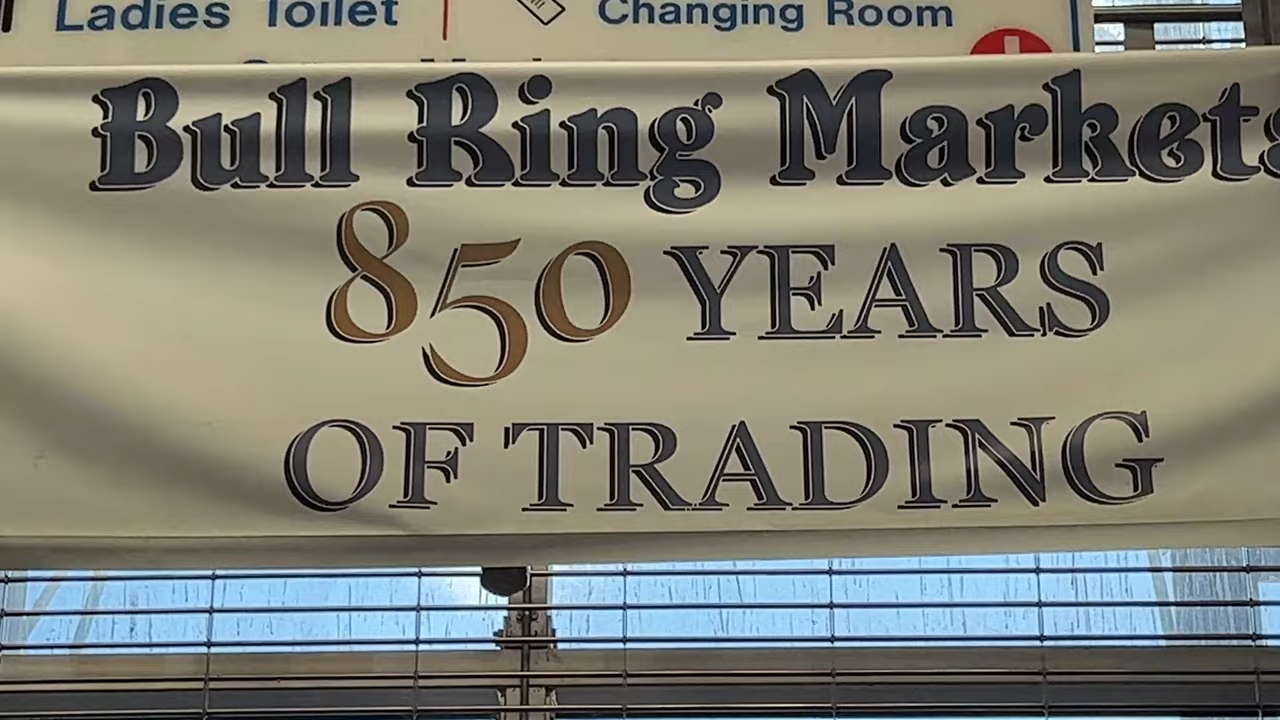 Ladies Toilet Changing Room
Bull Ring Markets
850 YEARS
OF TRADING